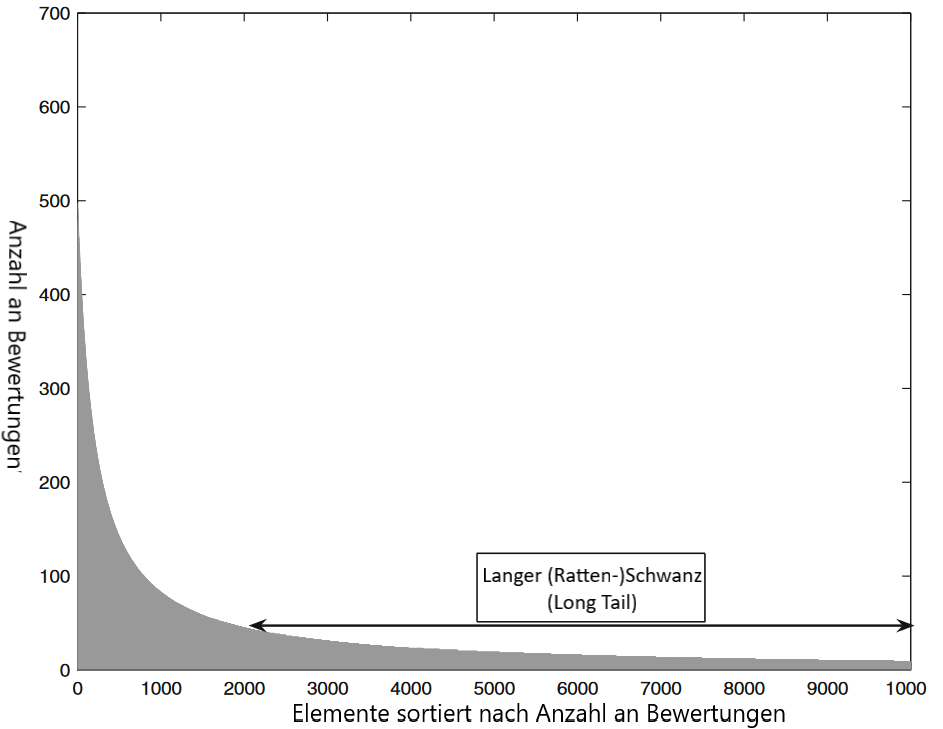 700
600
500
400
300
200
100
0
Anzahl an Bewertungen'
Langer (Ratten-)Schwanz
(Long Tail)
0 1000 2000 3000 4000 5000 6000 7000 8000 9000 1000
Elemente sortiert nach Anzahl an Bewertungen